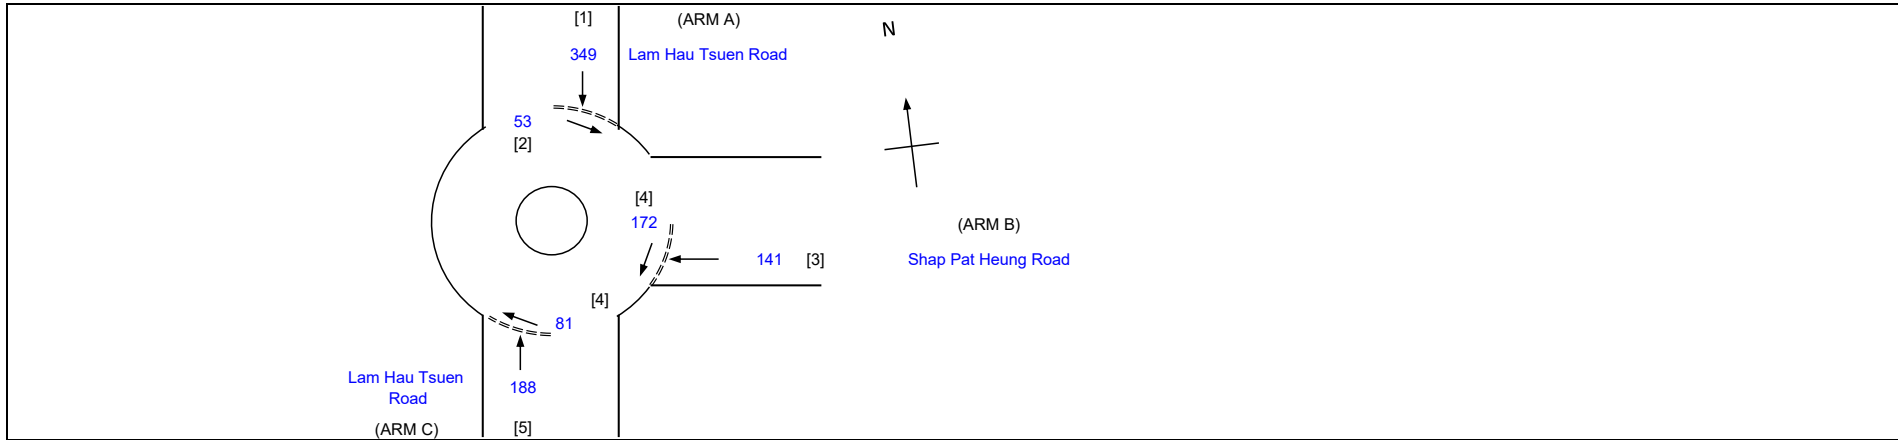 [1] (ARM A)
N
349 Lam Hau Tsuen Road
53
[2]
[4]
172
(ARM B)
141 [3] Shap Pat Heung Road
[4]
81
Lam Hau Tsuen
Road
188
(ARM C) [5]